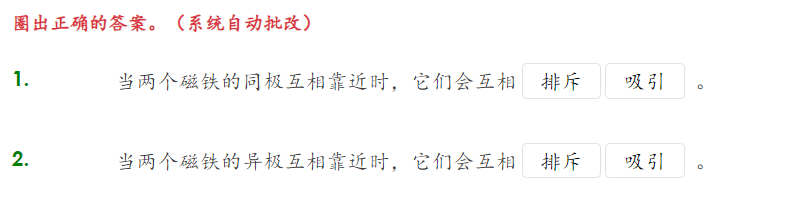 圈出正确的答案。（系统自动批改）
1. 当两个磁铁的同极互相靠近时，它们会互相 排斥 吸引 。
2. 当两个磁铁的异极互相靠近时，它们会互相 排斥 吸引 。